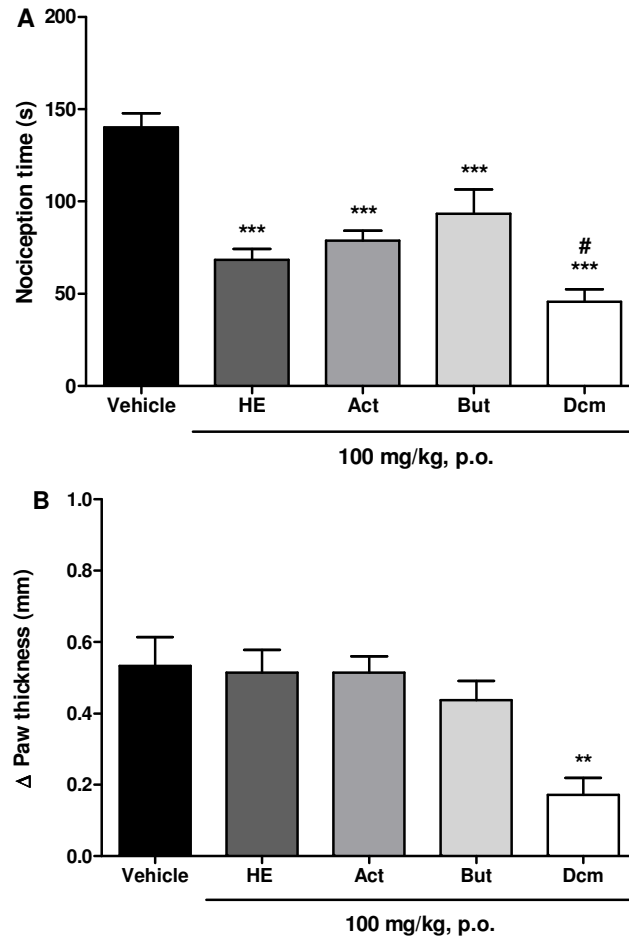 A
200
150
100
50
0
Nociception time (s)
***
***
***
#
***
Vehicle HE Act But Dcm
100 mg/kg, p.o.
B
1.0
0.8
0.6
0.4
0.2
0.0
Δ Paw thickness (mm)
**
Vehicle HE Act But Dcm
100 mg/kg, p.o.